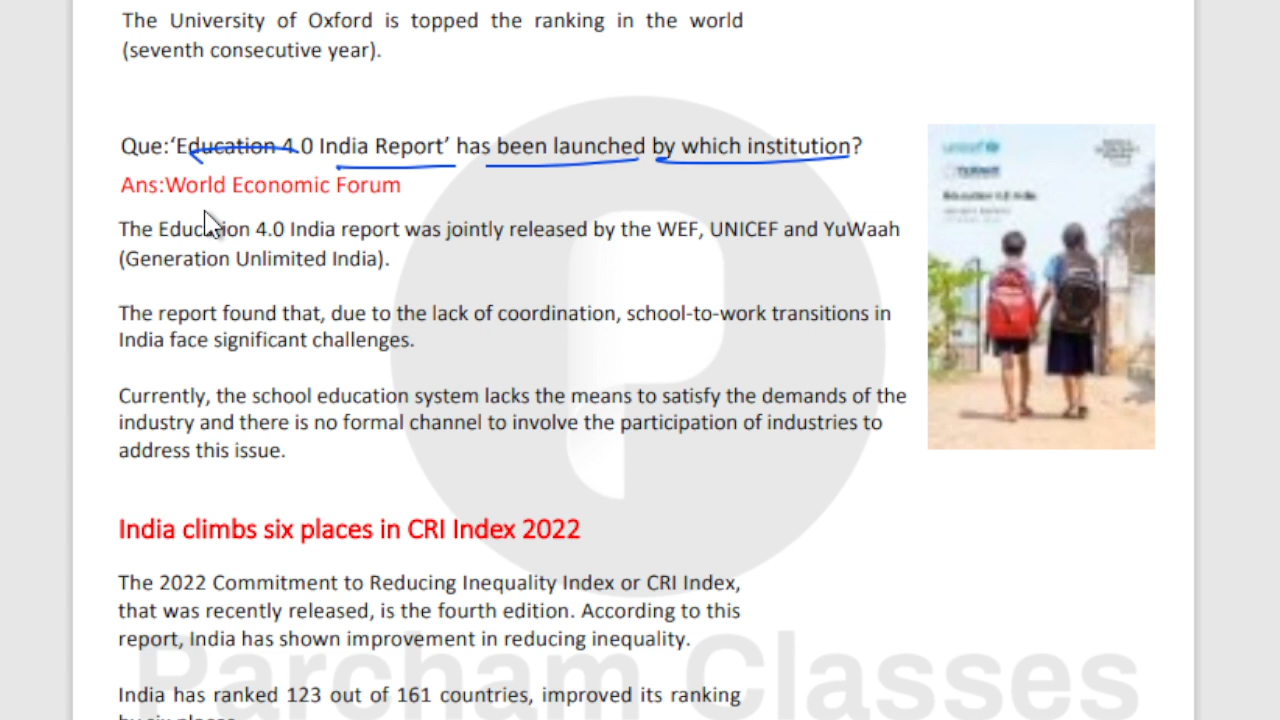 The University of Oxford is topped the ranking in the world
(seventh consecutive year).
Que:‘Education 4.0 India Report’ has been launched by which institution?
Ans:World Economic Forum
The Education 4.0 India report was jointly released by the WEF, UNICEF and YuWaah
(Generation Unlimited India).
The report found that, due to the lack of coordination, school-to-work transitions in
India face significant challenges.
Currently, the school education system lacks the means to satisfy the demands of the
industry and there is no formal channel to involve the participation of industries to
address this issue.
unicef
India climbs six places in CRI Index 2022
The 2022 Commitment to Reducing Inequality Index or CRI Index,
that was recently released, is the fourth edition. According to this
report, India has shown improvement in reducing inequality.
India has ranked 123 out of 161 countries, improved its ranking
by six places
Parcham Classes